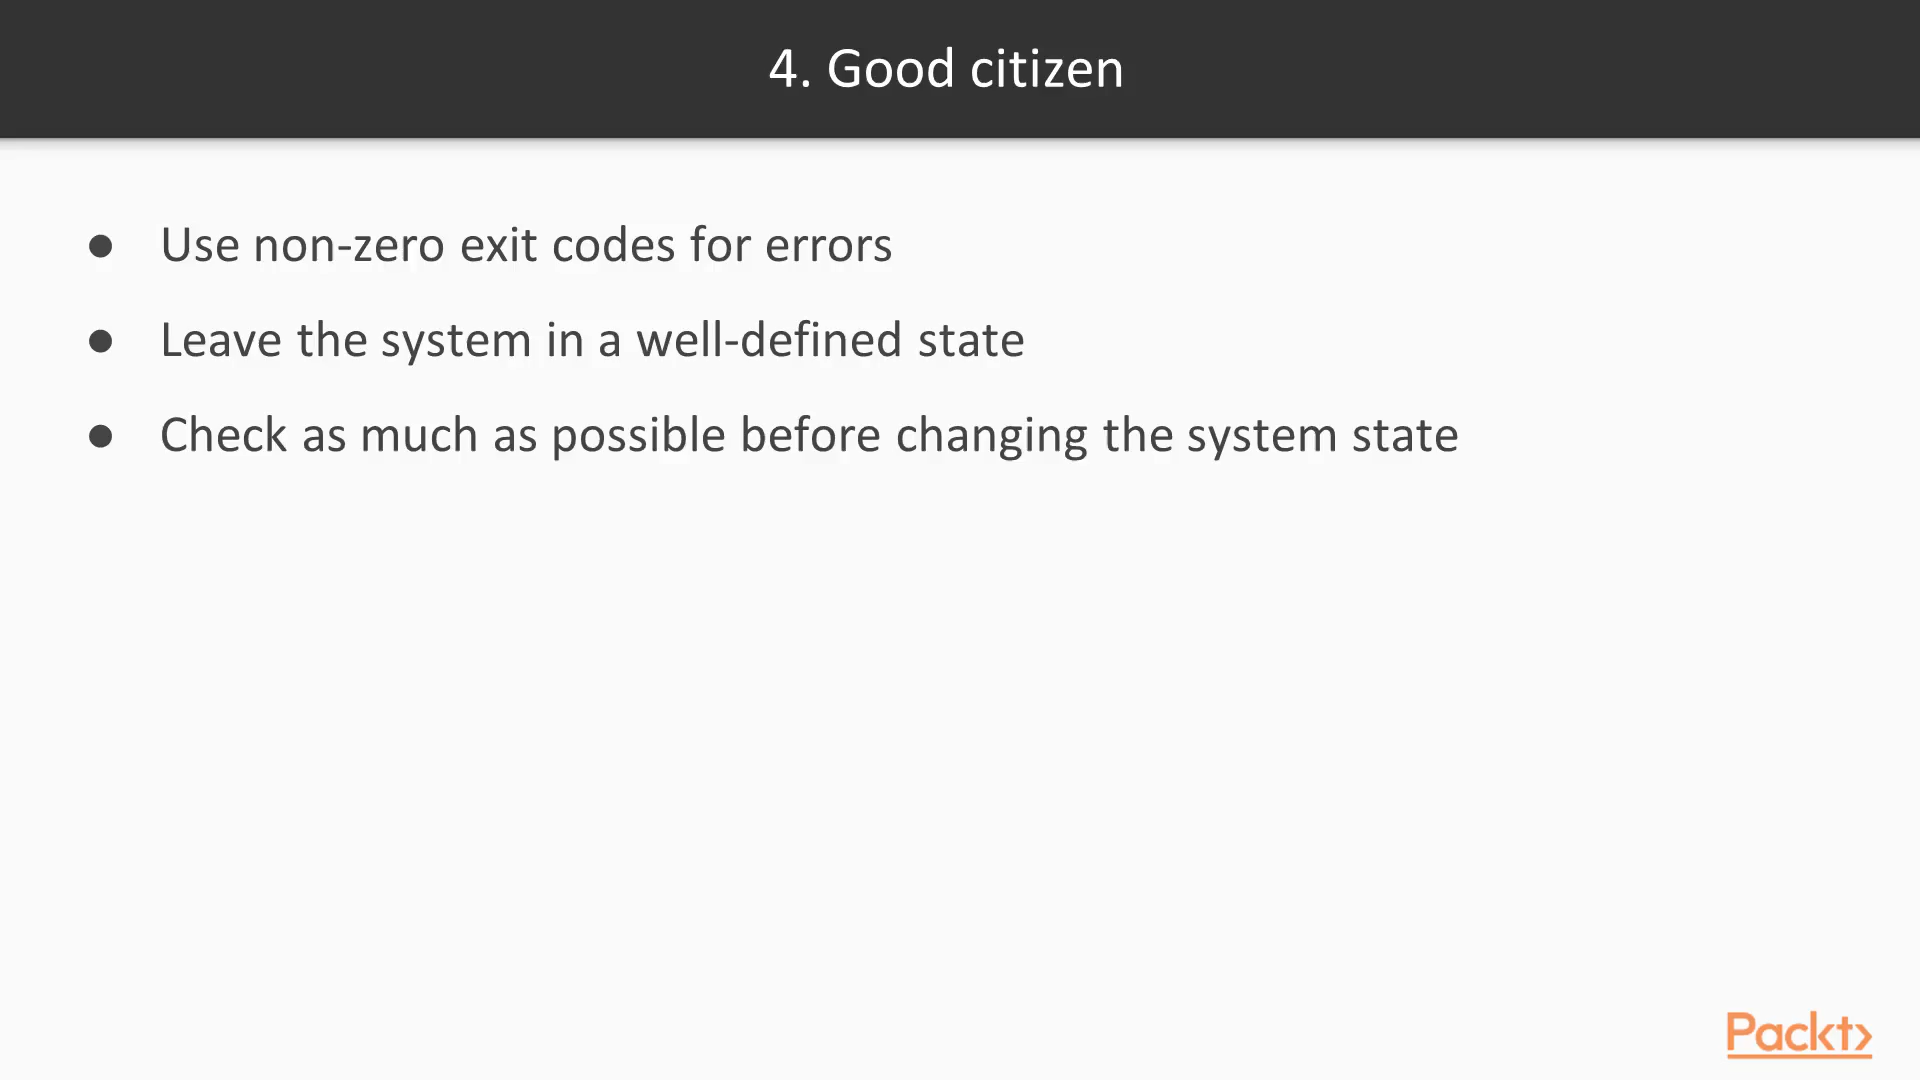 4. Good citizen
● Use non-zero exit codes for errors
● Leave the system in a well-defined state
● Check as much as possible before changing the system state
Packt>